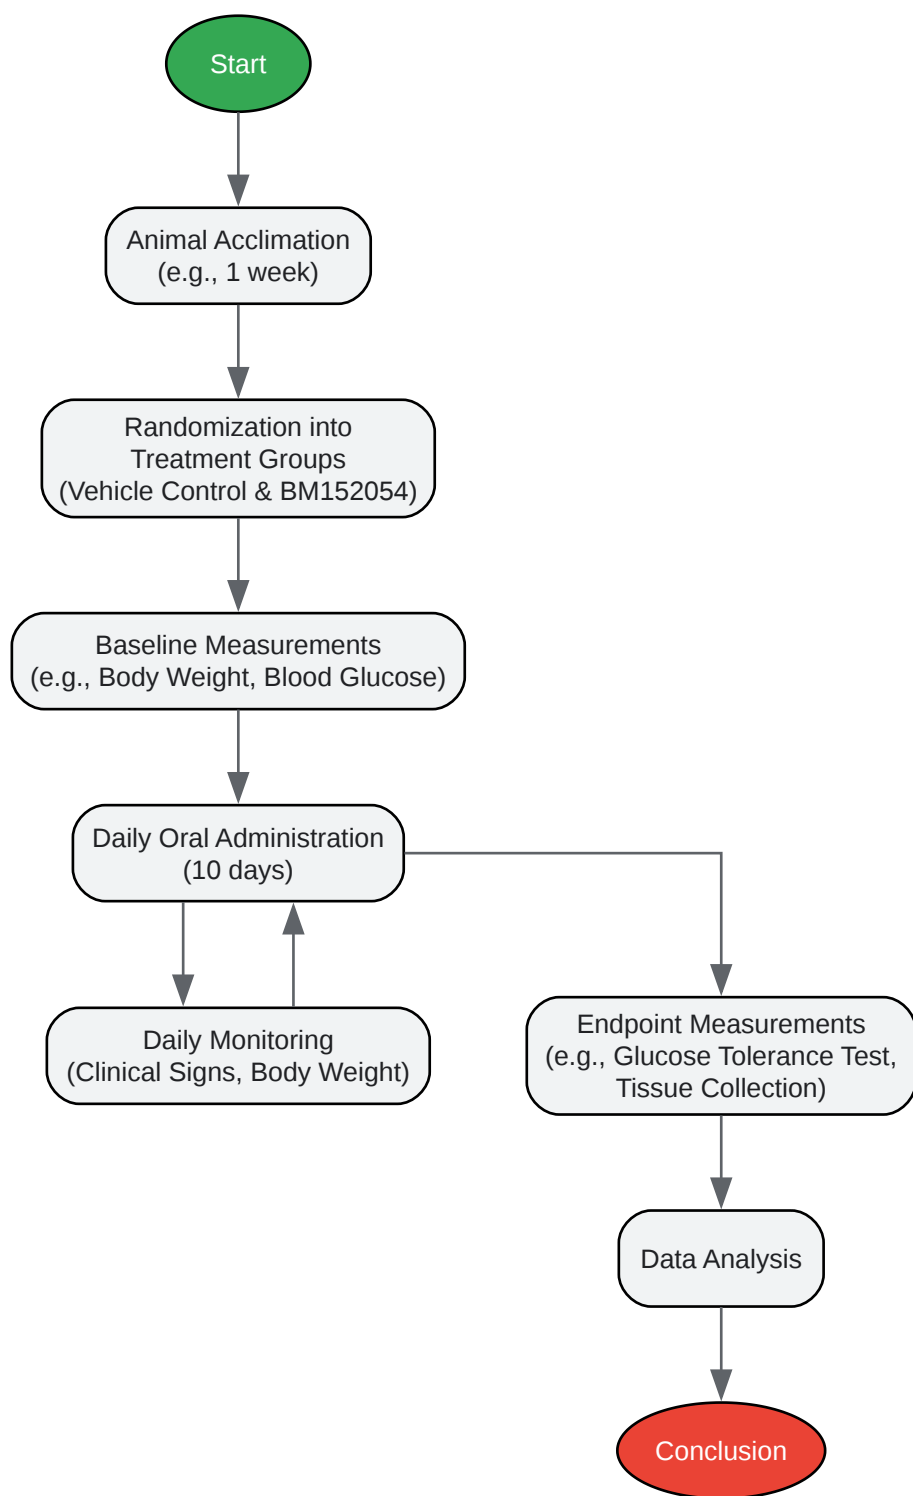 Start
Animal Acclimation
(e.g., 1 week)
Randomization into
Treatment Groups
(Vehicle Control & BM152054)
Baseline Measurements
(e.g., Body Weight, Blood Glucose)
Daily Oral Administration
(10 days)
Daily Monitoring
(Clinical Signs, Body Weight)
Endpoint Measurements
(e.g., Glucose Tolerance Test,
Tissue Collection)
Data Analysis
Conclusion